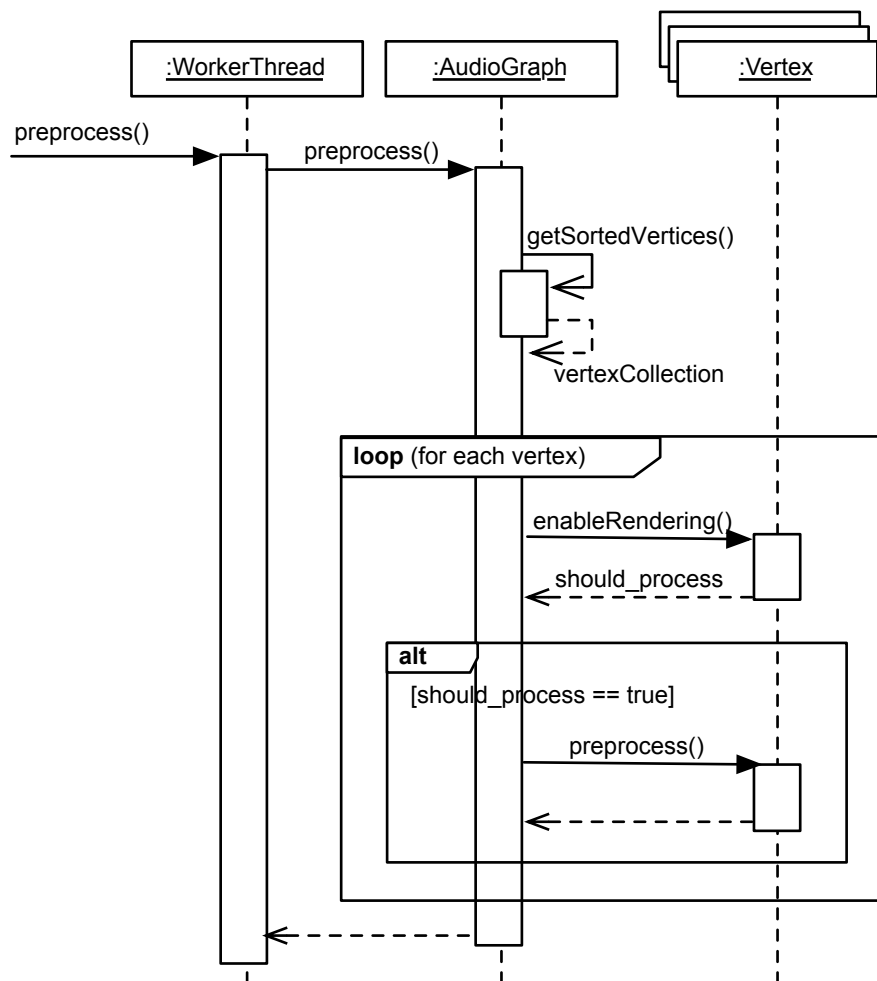 :WorkerThread
:AudioGraph
:Vertex
preprocess()
preprocess()
getSortedVertices()
vertexCollection
loop (for each vertex)
enableRendering()
should_process
alt
[should_process == true]
preprocess()